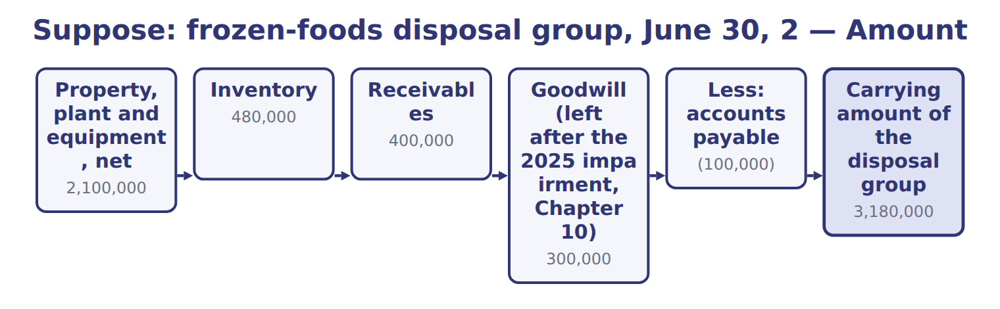 Suppose: frozen-foods disposal group, June 30, 2 — Amount
Property,
plant and
equipment
, net
2,100,000
Inventory
480,000
Receivabl
es
400,000
Goodwill
(left
after the
2025 impa
irment,
Chapter
10)
300,000
Less:
accounts
payable
(100,000)
Carrying
amount of
the
disposal
group
3,180,000